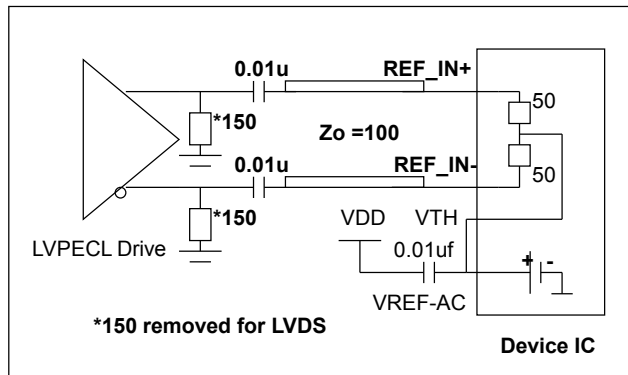 0.01u
REF_IN+
50
*150
Zo =100
0.01u
REF_IN-
50
*150
VDD
VTH
LVPECL Drive
0.01uf
+
-
VREF-AC
*150 removed for LVDS
Device IC